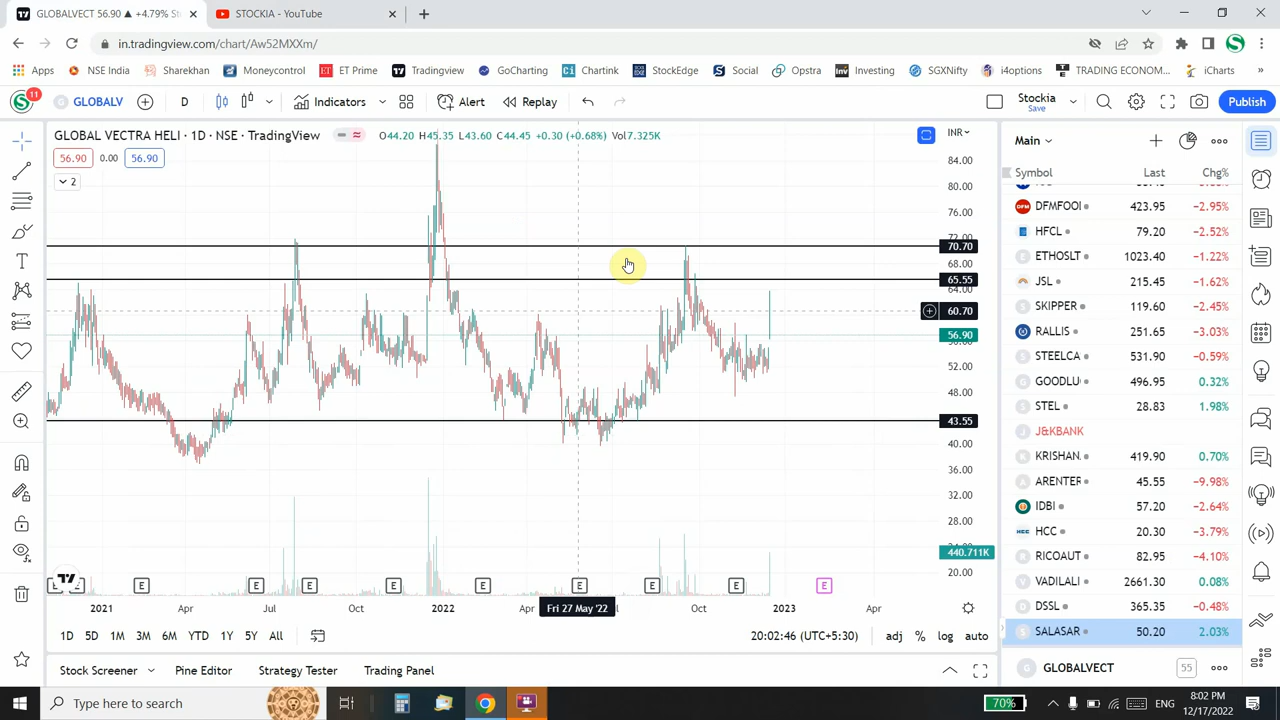 GLOBALVECT 56.90 ▲ +4.79% St
STOCKIA - YouTube
in.tradingview.com/chart/Aw52MXXm/
Apps NSE India Sharekhan Moneycontrol ET Prime Tradingview GoCharting Chartink StockEdge Social Opstra Investing SGXNifty i4options TRADING ECONOM... iCharts »
11 GLOBALV D Indicators Alert Replay Stockia Save Publish
GLOBAL VECTRA HELI · 1D · NSE · TradingView O44.20 H45.35 L43.60 C44.45 +0.30 (+0.68%) Vol7.325K INR
56.90 0.00 56.90
2
84.00
80.00
76.00
72.00
70.70
68.00
65.55
64.00
60.70
56.90
52.00
48.00
43.55
40.00
36.00
32.00
28.00
440.711K
20.00
E E E E E E E E E
2021 Apr Jul Oct 2022 Apr Fri 27 May '22 Oct 2023 Apr
1D 5D 1M 3M 6M YTD 1Y 5Y All 20:02:46 (UTC+5:30) adj % log auto
Stock Screener Pine Editor Strategy Tester Trading Panel
Main
Symbol Last Chg%
DFMFOOI 423.95 −2.95%
HFCL 79.20 −2.52%
ETHOSLT 1023.40 −1.22%
JSL 215.45 −1.62%
SKIPPER 119.60 −2.45%
RALLIS 251.65 −3.03%
STEELCA 531.90 −0.59%
GOODLU 496.95 0.32%
STEL 28.83 1.98%
J&KBANK
KRISHAN. 419.90 0.70%
ARENTER 45.55 −9.98%
IDBI 57.20 −2.64%
HCC 20.30 −3.79%
RICOAUT 82.95 −4.10%
VADILALI 2661.30 0.08%
DSSL 365.35 −0.48%
SALASAR 50.20 2.03%
GLOBALVECT 55
Type here to search
70%
ENG
8:02 PM
12/17/2022